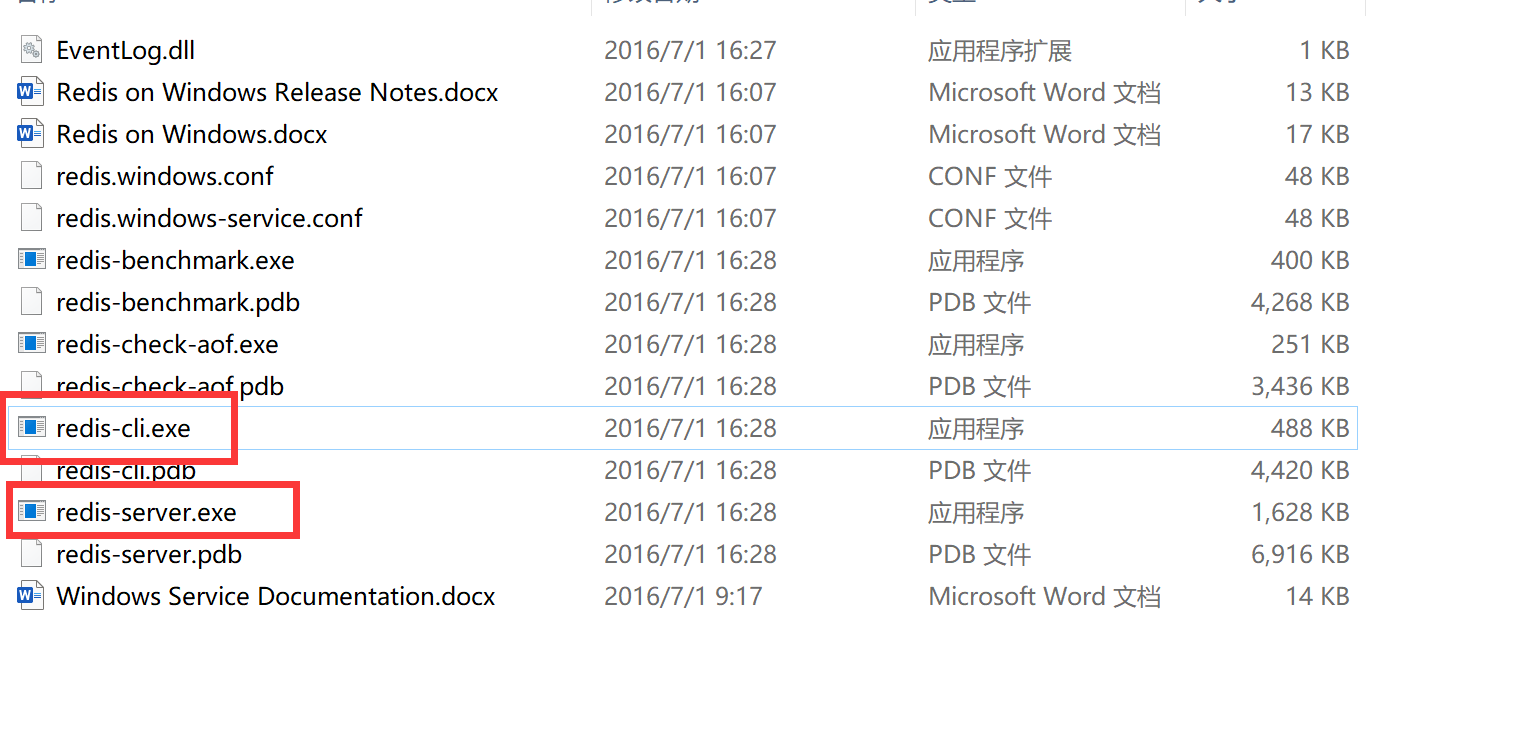 EventLog.dll 2016/7/1 16:27 应用程序扩展 1 KB
Redis on Windows Release Notes.docx 2016/7/1 16:07 Microsoft Word 文档 13 KB
Redis on Windows.docx 2016/7/1 16:07 Microsoft Word 文档 17 KB
redis.windows.conf 2016/7/1 16:07 CONF 文件 48 KB
redis.windows-service.conf 2016/7/1 16:07 CONF 文件 48 KB
redis-benchmark.exe 2016/7/1 16:28 应用程序 400 KB
redis-benchmark.pdb 2016/7/1 16:28 PDB 文件 4,268 KB
redis-check-aof.exe 2016/7/1 16:28 应用程序 251 KB
redis-check-aof.pdb 2016/7/1 16:28 PDB 文件 3,436 KB
redis-cli.exe 2016/7/1 16:28 应用程序 488 KB
redis-cli.pdb 2016/7/1 16:28 PDB 文件 4,420 KB
redis-server.exe 2016/7/1 16:28 应用程序 1,628 KB
redis-server.pdb 2016/7/1 16:28 PDB 文件 6,916 KB
Windows Service Documentation.docx 2016/7/1 9:17 Microsoft Word 文档 14 KB